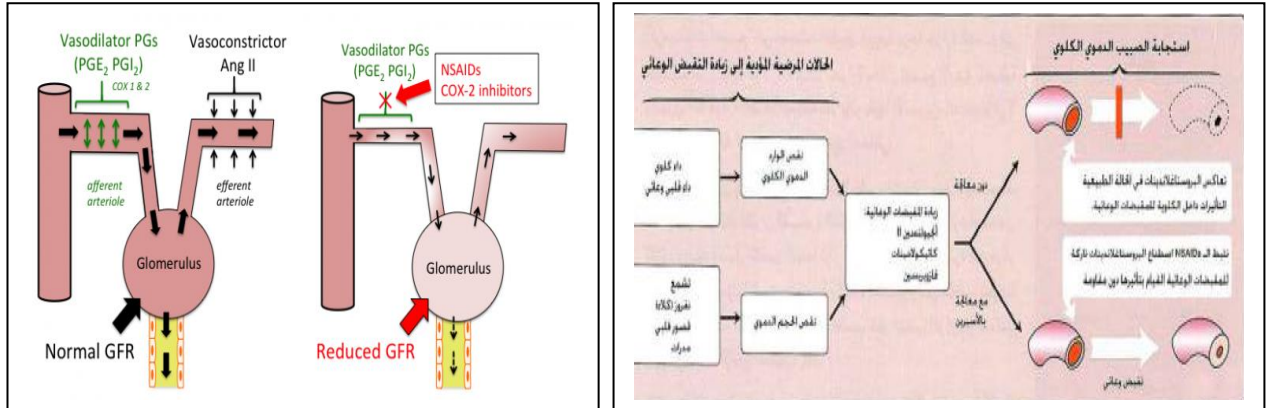 Vasodilator PGs
(PGE2 PGI2)
COX 1 & 2
Vasoconstrictor
Ang II
afferent
arteriole
efferent
arteriole
Glomerulus
Normal GFR
Vasodilator PGs
(PGE2 PGI2)
NSAIDs
COX-2 inhibitors
Glomerulus
Reduced GFR
استجابة الصبيب الدموي الكلوي
الحالات المرضية المؤدية إلى زيادة التقبض الوعائي
داء كلوي
داء قلبي وعائي
نقص الوارد
الدموي الكلوي
تشمع
نفروز (كلاء)
قصور قلبي
مدرات
نقص الحجم الدموي
زيادة المقبضات الوعائية:
أنجيوتنسين II
كاتيكولامينات
فازوبريسين
دون معالجة
مع معالجة
بالأسبرين
تعاكس البروستاغلاندينات في الحالة الطبيعية
التأثيرات داخل الكلوية للمقبضات الوعائية.
تثبط الـ NSAIDs اصطناع البروستاغلاندينات تاركة
للمقبضات الوعائية القيام بتأثيرها دون مقاومة
تقبض وعائي